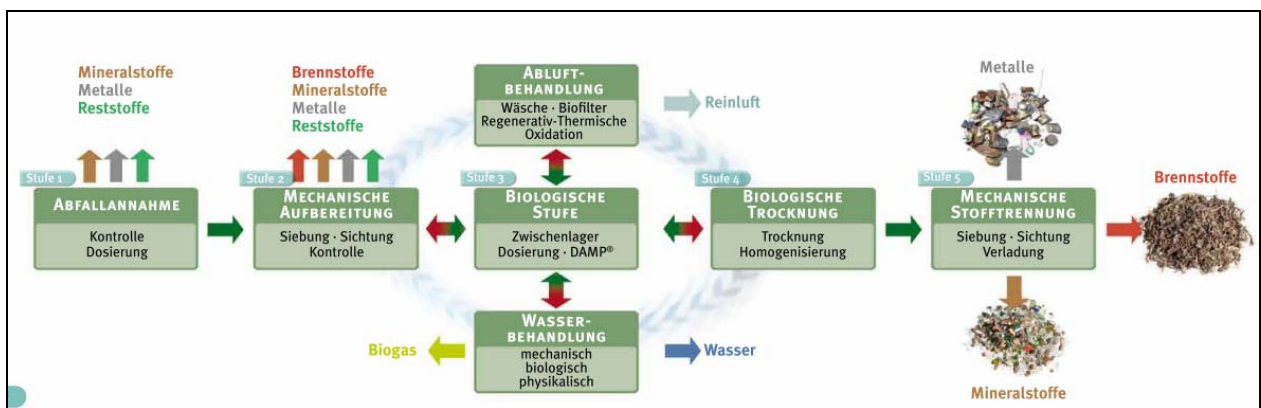 Mineralstoffe
Metalle
Reststoffe
Stufe 1
ABFALLANNAHME
Kontrolle
Dosierung
Brennstoffe
Mineralstoffe
Metalle
Reststoffe
Stufe 2
MECHANISCHE
AUFBEREITUNG
Siebung · Sichtung
Kontrolle
ABLUFT-
BEHANDLUNG
Wäsche · Biofilter
Regenerativ-Thermische
Oxidation
Reinluft
Stufe 3
BIOLOGISCHE
STUFE
Zwischenlager
Dosierung · DAMP®
WASSER-
BEHANDLUNG
mechanisch
biologisch
physikalisch
Biogas
Wasser
Stufe 4
BIOLOGISCHE
TROCKNUNG
Trocknung
Homogenisierung
Stufe 5
MECHANISCHE
STOFFTRENNUNG
Siebung · Sichtung
Verladung
Metalle
Brennstoffe
Mineralstoffe